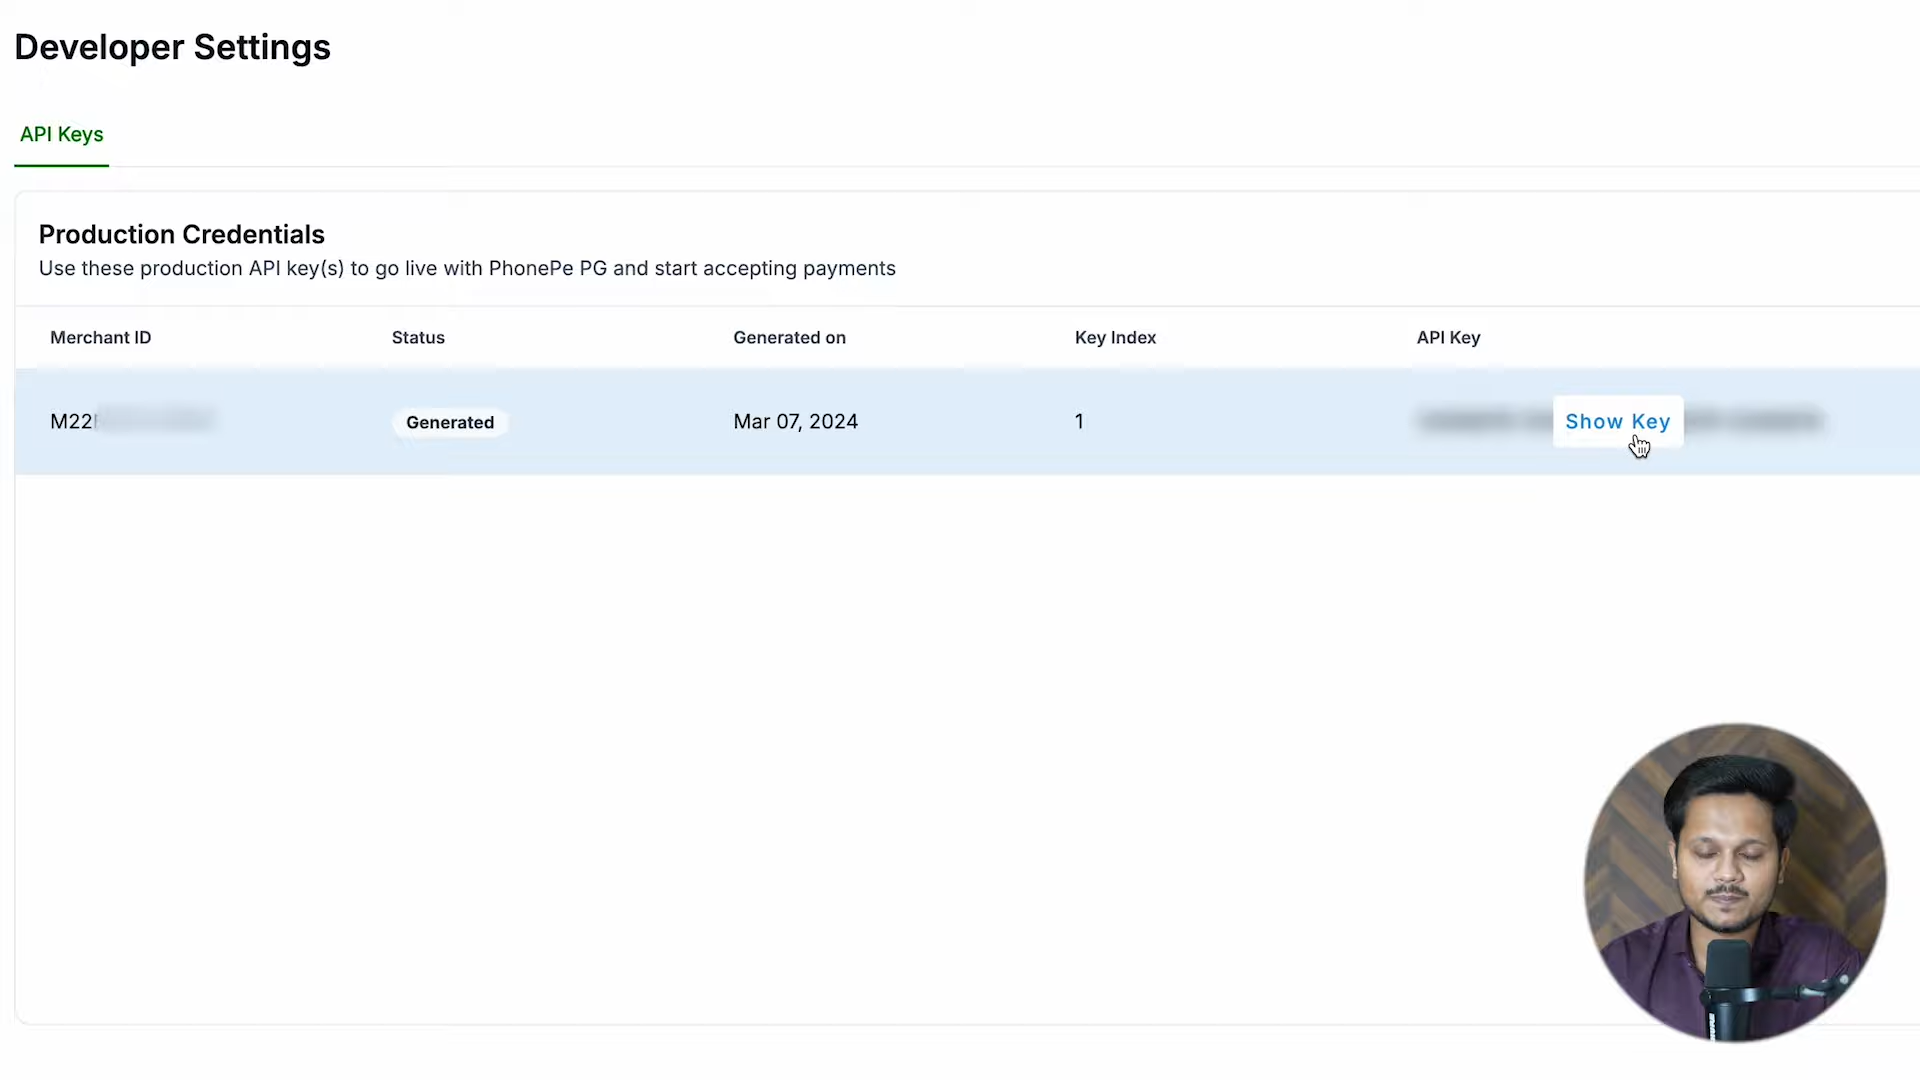 Developer Settings
API Keys
Production Credentials
Use these production API key(s) to go live with PhonePe PG and start accepting payments
Merchant ID Status Generated on Key Index API Key
M22 Generated Mar 07, 2024 1 Show Key